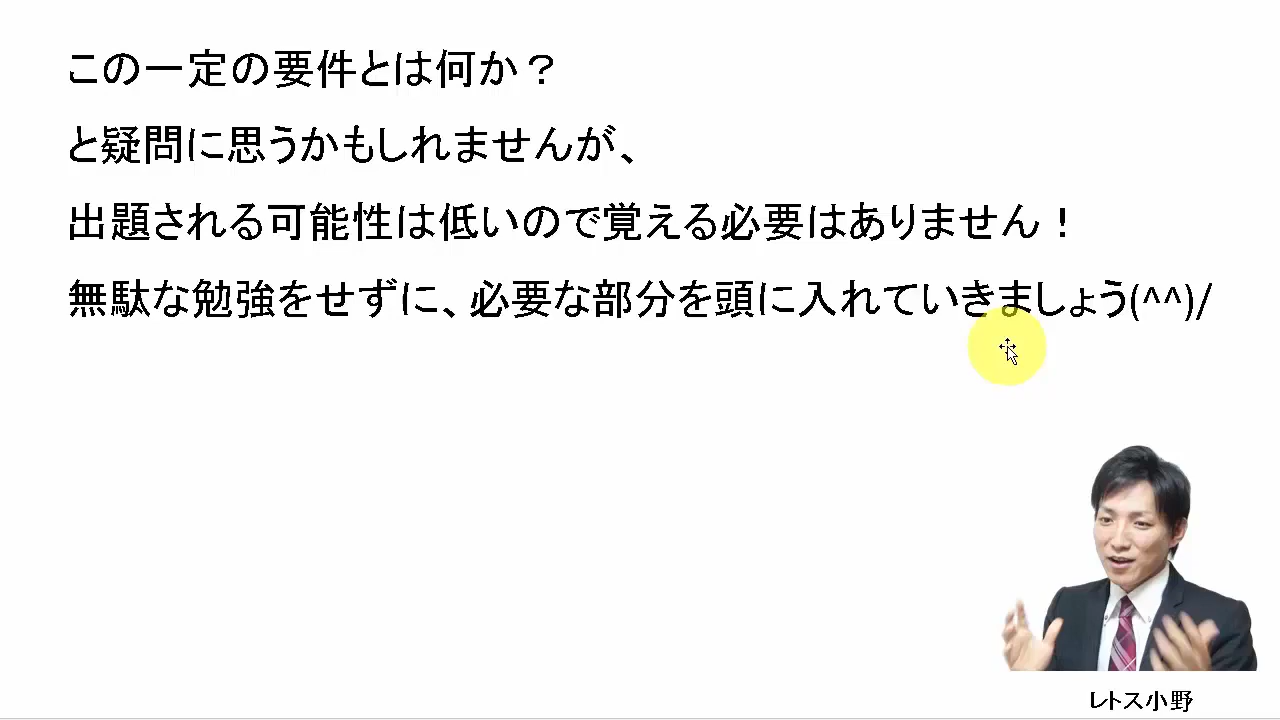 この一定の要件とは何か？
と疑問に思うかもしれませんが、
出題される可能性は低いので覚える必要はありません！
無駄な勉強をせずに、必要な部分を頭に入れていきましょう(^^)/
レトス小野